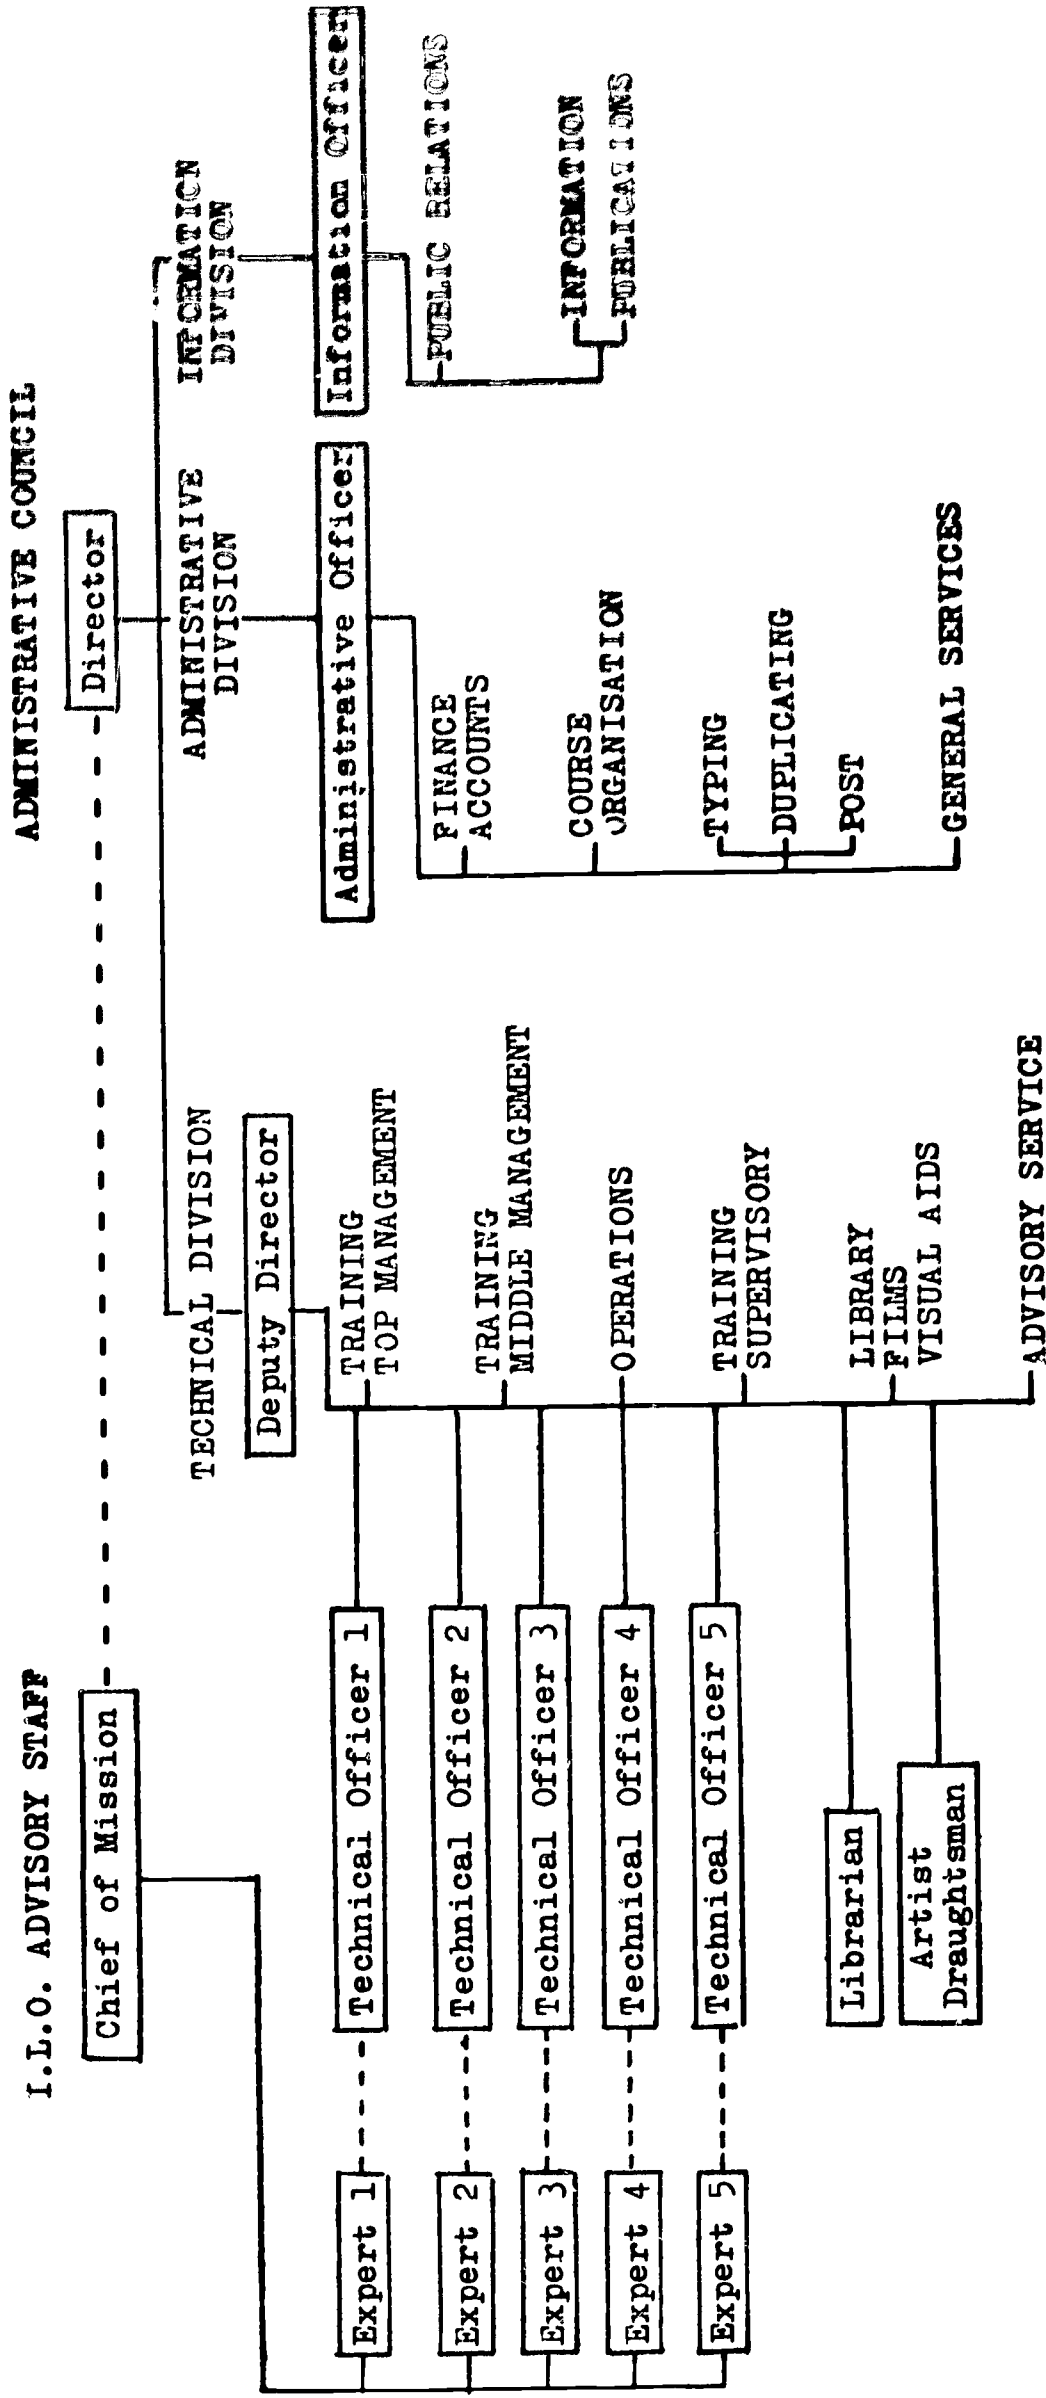 ADMINISTRATIVE COUNCIL
I.L.O. ADVISORY STAFF
Chief of Mission
Director
TECHNICAL DIVISION
Deputy Director
ADMINISTRATIVE
DIVISION
Administrative Officer
INFORMATION
DIVISION
Information Officer
Expert 1
Technical Officer 1
TRAINING
TOP MANAGEMENT
Expert 2
Technical Officer 2
TRAINING
MIDDLE MANAGEMENT
Expert 3
Technical Officer 3
Expert 4
Technical Officer 4
OPERATIONS
Expert 5
Technical Officer 5
TRAINING
SUPERVISORY
Librarian
LIBRARY
FILMS
VISUAL AIDS
Artist
Draughtsman
ADVISORY SERVICE
FINANCE
ACCOUNTS
COURSE
ORGANISATION
TYPING
DUPLICATING
POST
GENERAL SERVICES
PUBLIC RELATIONS
INFORMATION
PUBLICATIONS